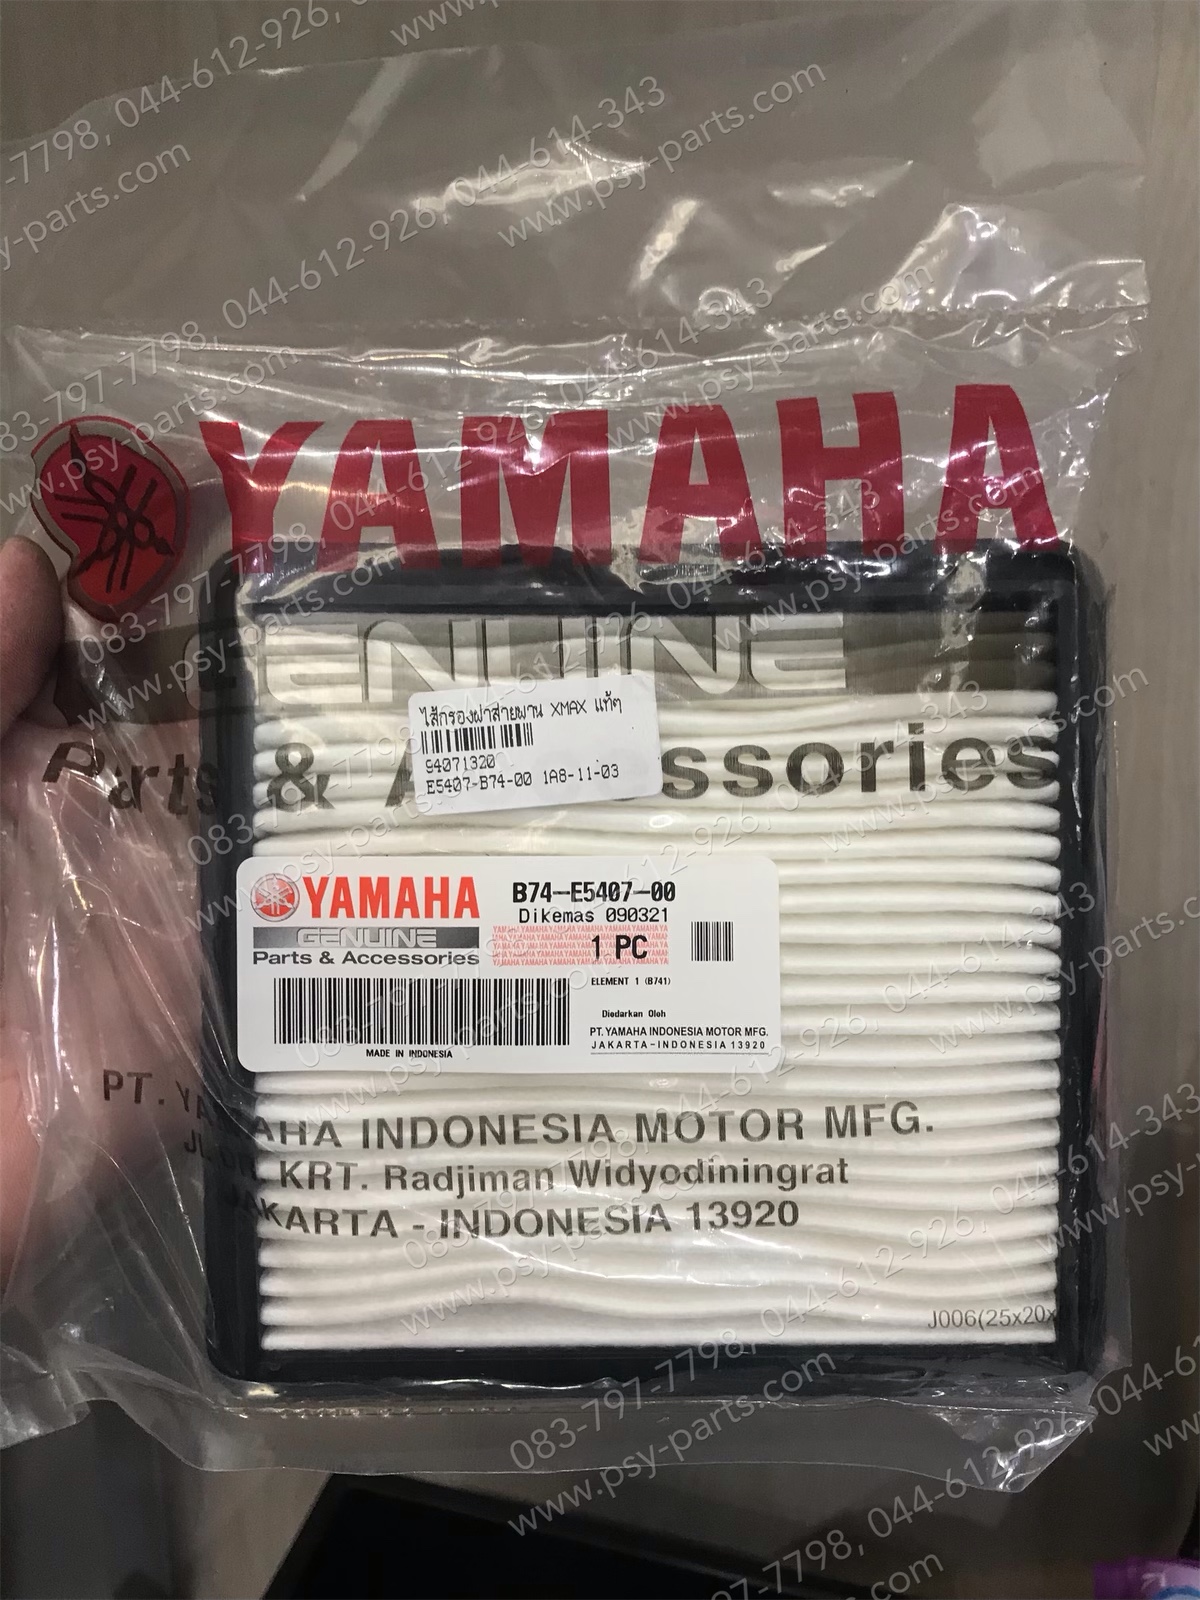 YAMAHA
GENUINE
Parts & Accessories
ไส้กรองฝาสายพาน XMAX แท้ต
94071320
E5407-B74-00 1A8-11-03
YAMAHA
GENUINE
Parts & Accessories
B74-E5407-00
Dikemas 090321
1 PC
ELEMENT 1 (B741)
Diedarkan Oleh
PT. YAMAHA INDONESIA MOTOR MFG.
JAKARTA-INDONESIA 13920
MADE IN INDONESIA
PT. YAMAHA INDONESIA MOTOR MFG.
KRT. Radjiman Widyodiningrat
JAKARTA - INDONESIA 13920
J006(25x20x
083-797-7798, 044-612-926, 044-614-343
www.psy-parts.com